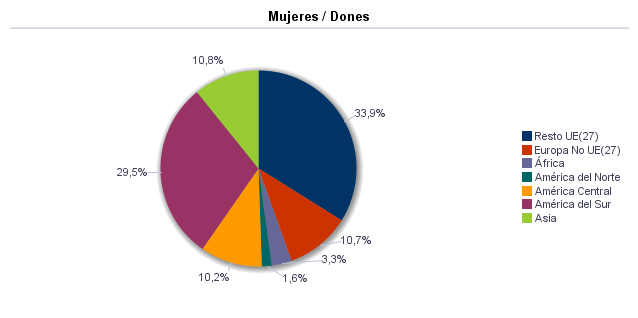 Mujeres / Dones
10,8%
33,9%
29,5%
10,7%
3,3%
1,6%
10,2%
Resto UE(27)
Europa No UE(27)
África
América del Norte
América Central
América del Sur
Asia